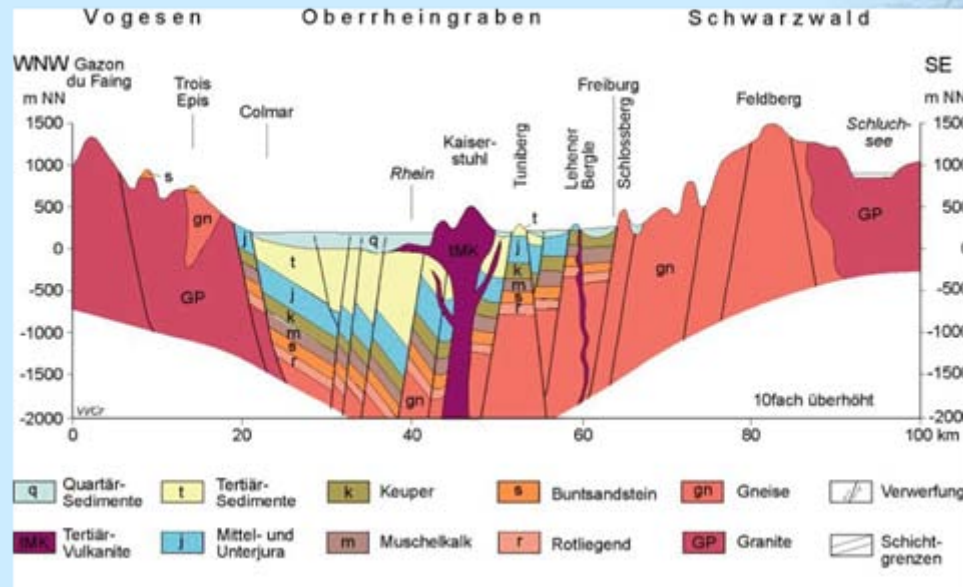 Vogesen Oberrheingraben Schwarzwald
WNW Gazon du Faing
SE
m NN
Trois Epis
Colmar
Rhein
Kaiser-
stuhl
Tuniberg
Lehener
Bergle
Freiburg
Schlossberg
Feldberg
Schluch-
see
m NN
1500
1000
500
0
-500
-1000
-1500
-2000
s
gn
GP
j
t
q
j
k
m
s
r
gn
tMK
t
j
k
m
s
r
gn
GP
1500
1000
500
0
-500
-1000
-1500
-200
10fach überhöht
0 20 40 60 80 100 km
q Quartär-
Sedimente
t Tertiär-
Sedimente
k Keuper
s Buntsandstein
gn Gneise
Verwerfung
tMK Tertiär-
Vulkanite
j Mittel- und
Unterjura
m Muschelkalk
r Rotliegend
GP Granite
Schicht-
grenzen